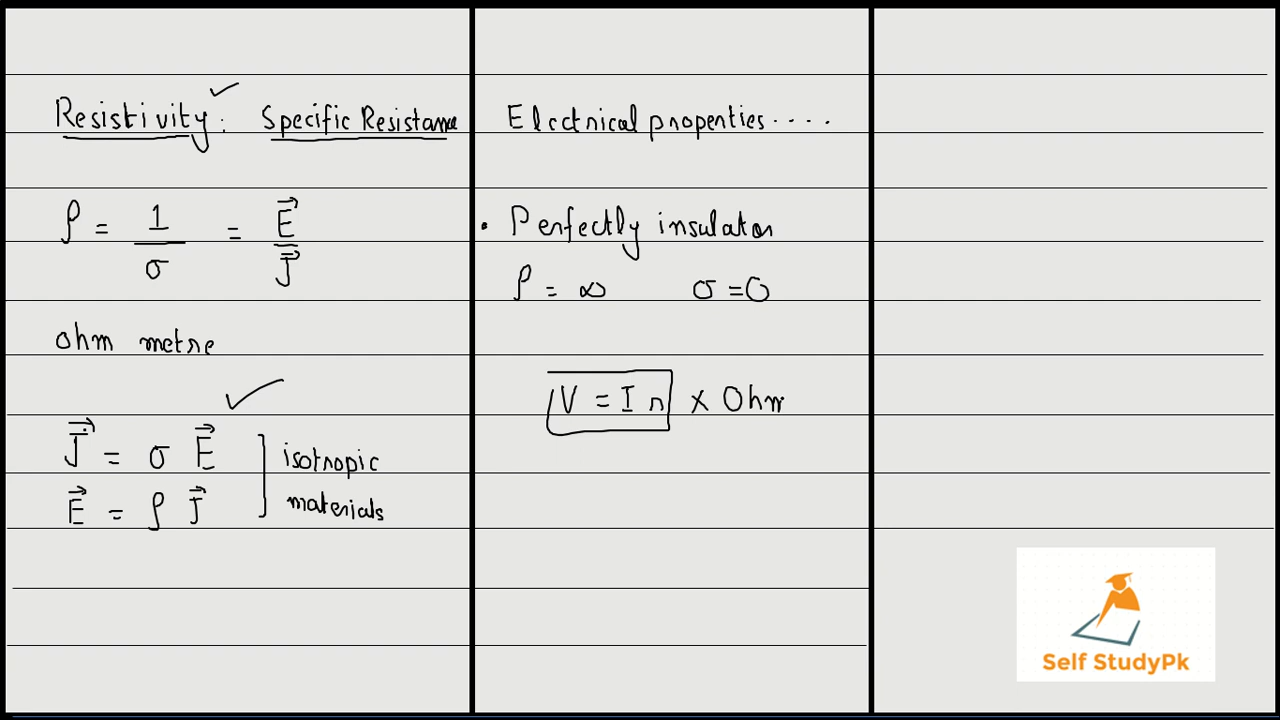 Resistivity : Specific Resistance
ρ = 1/σ = E⃗/J⃗
ohm metre
J⃗ = σ E⃗
E⃗ = ρ J⃗
isotropic
materials
Electrical properties....
• Perfectly insulator
ρ = ∞ σ = 0
V = I r × Ohm
Self StudyPk